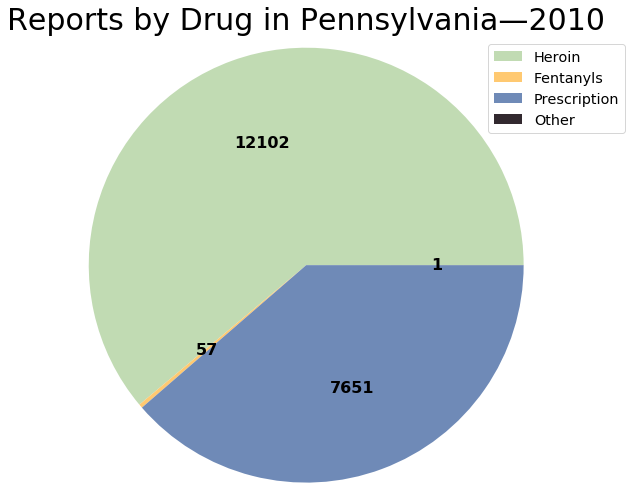 Reports by Drug in Pennsylvania—2010
Heroin
Fentanyls
Prescription
Other
12102
1
57
7651